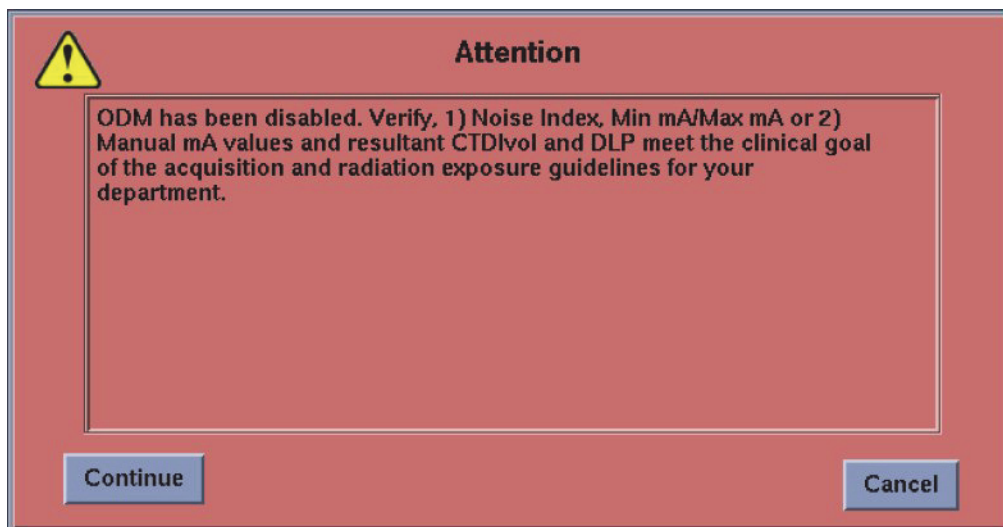 Attention
ODM has been disabled. Verify, 1) Noise Index, Min mA/Max mA or 2)
Manual mA values and resultant CTDIvol and DLP meet the clinical goal
of the acquisition and radiation exposure guidelines for your
department.
Continue
Cancel